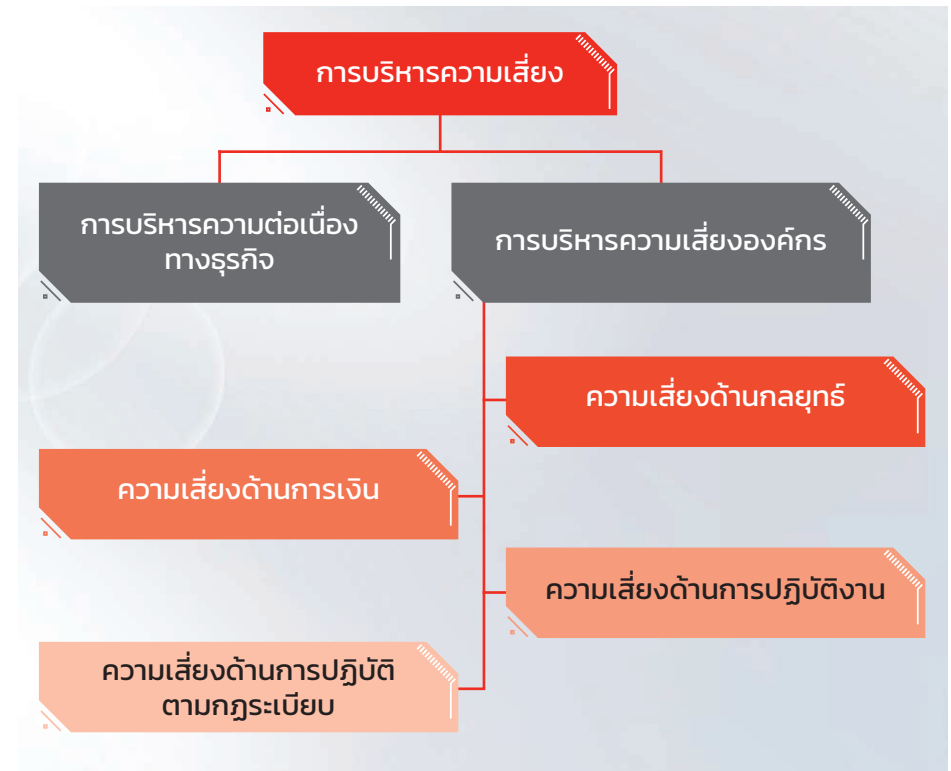 การบริหารความเสี่ยง
การบริหารความต่อเนื่อง
ทางธุรกิจ
การบริหารความเสี่ยงองค์กร
ความเสี่ยงด้านกลยุทธ์
ความเสี่ยงด้านการเงิน
ความเสี่ยงด้านการปฏิบัติงาน
ความเสี่ยงด้านการปฏิบัติ
ตามกฎระเบียบ